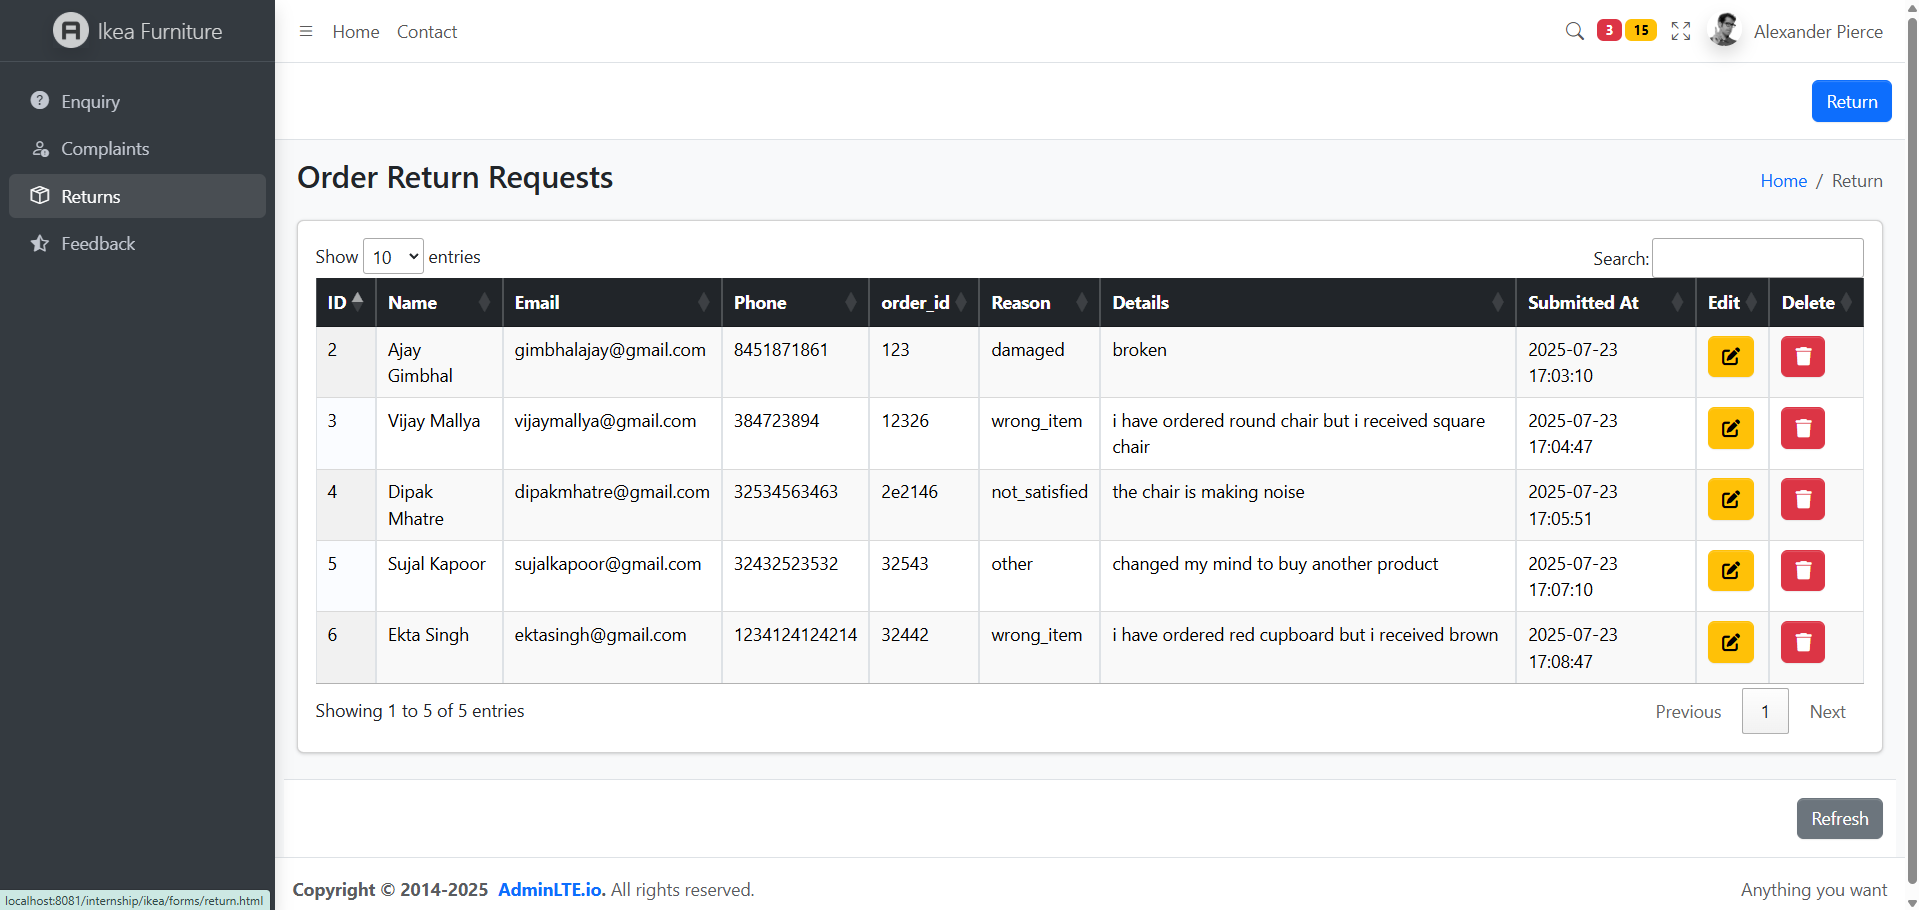 Ikea Furniture
Home Contact
3 15 Alexander Pierce
Enquiry
Complaints
Returns
Feedback
Return
Order Return Requests
Home / Return
Show 10 entries
Search:
ID Name Email Phone order_id Reason Details Submitted At Edit Delete
2 Ajay gimbhalajay@gmail.com 8451871861 123 damaged broken 2025-07-23
Gimbhal 17:03:10
3 Vijay Mallya vijaymallya@gmail.com 384723894 12326 wrong_item i have ordered round chair but i received square 2025-07-23
chair 17:04:47
4 Dipak dipakmhatre@gmail.com 32534563463 2e2146 not_satisfied the chair is making noise 2025-07-23
Mhatre 17:05:51
5 Sujal Kapoor sujalkapoor@gmail.com 32432523532 32543 other changed my mind to buy another product 2025-07-23
17:07:10
6 Ekta Singh ektasingh@gmail.com 1234124124214 32442 wrong_item i have ordered red cupboard but i received brown 2025-07-23
17:08:47
Showing 1 to 5 of 5 entries
Previous 1 Next
Refresh
Copyright © 2014-2025 AdminLTE.io. All rights reserved.
Anything you want
localhost:8081/internship/ikea/forms/return.html